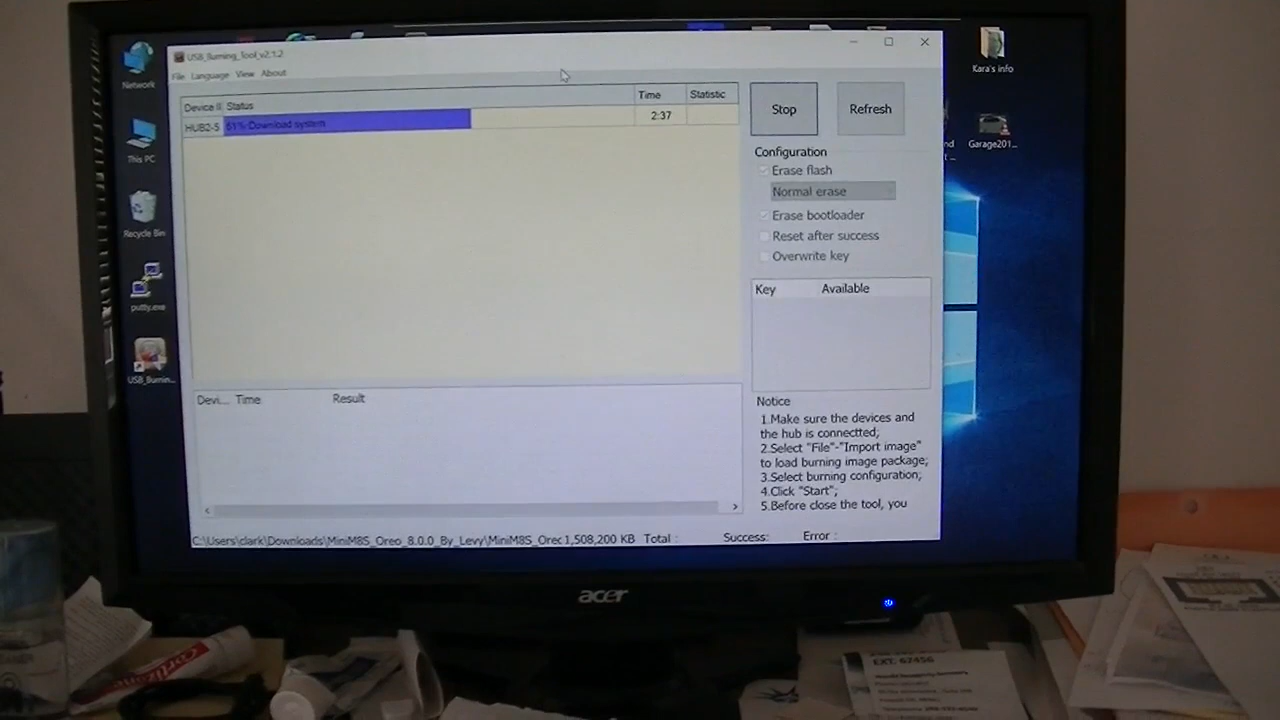 USB_Burning_Tool_v2.1.2
File Language View About
Device II Status Time Statistic
HUB2-5 61%:Download system 2:37
Stop Refresh
Configuration
Erase flash
Normal erase
Erase bootloader
Reset after success
Overwrite key
Key Available
Devi... Time Result
Notice
1.Make sure the devices and
the hub is connectted;
2.Select "File"-"Import image"
to load burning image package;
3.Select burning configuration;
4.Click "Start";
5.Before close the tool, you
C:\Users\clark\Downloads\MiniM8S_Oreo_8.0.0_By_Levy\MiniM8S_Orec 1,508,200 KB Total : Success: Error :
Network
This PC
Recycle Bin
putty.exe
USB_Burnin...
Kara's info
Garage201...
acer
EXT. 62456